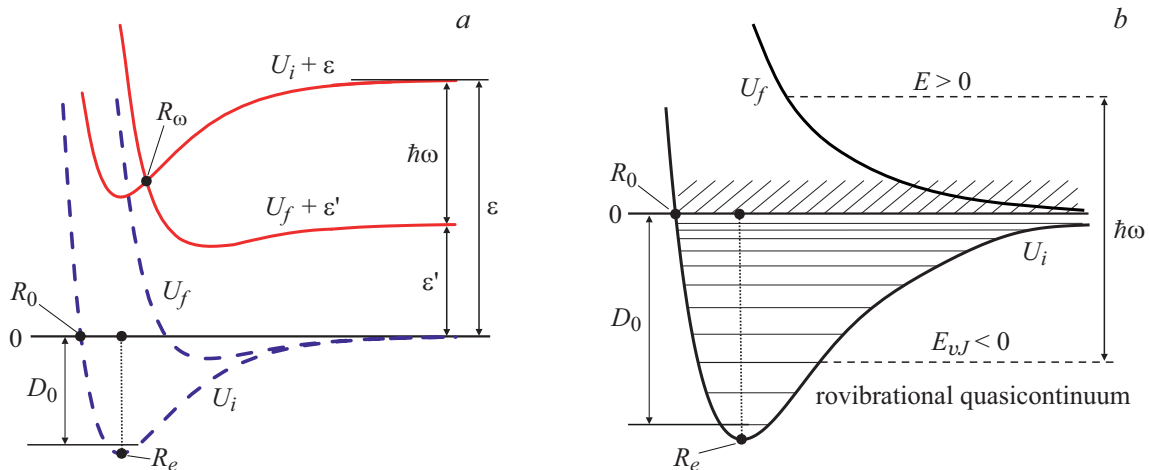 a
U_i + ε
R_ω
ħω
ε
U_f + ε'
ε'
R_0
U_f
0
D_0
U_i
R_e
b
U_f
E > 0
R_0
0
ħω
U_i
D_0
E_vJ < 0
rovibrational quasicontinuum
R_e